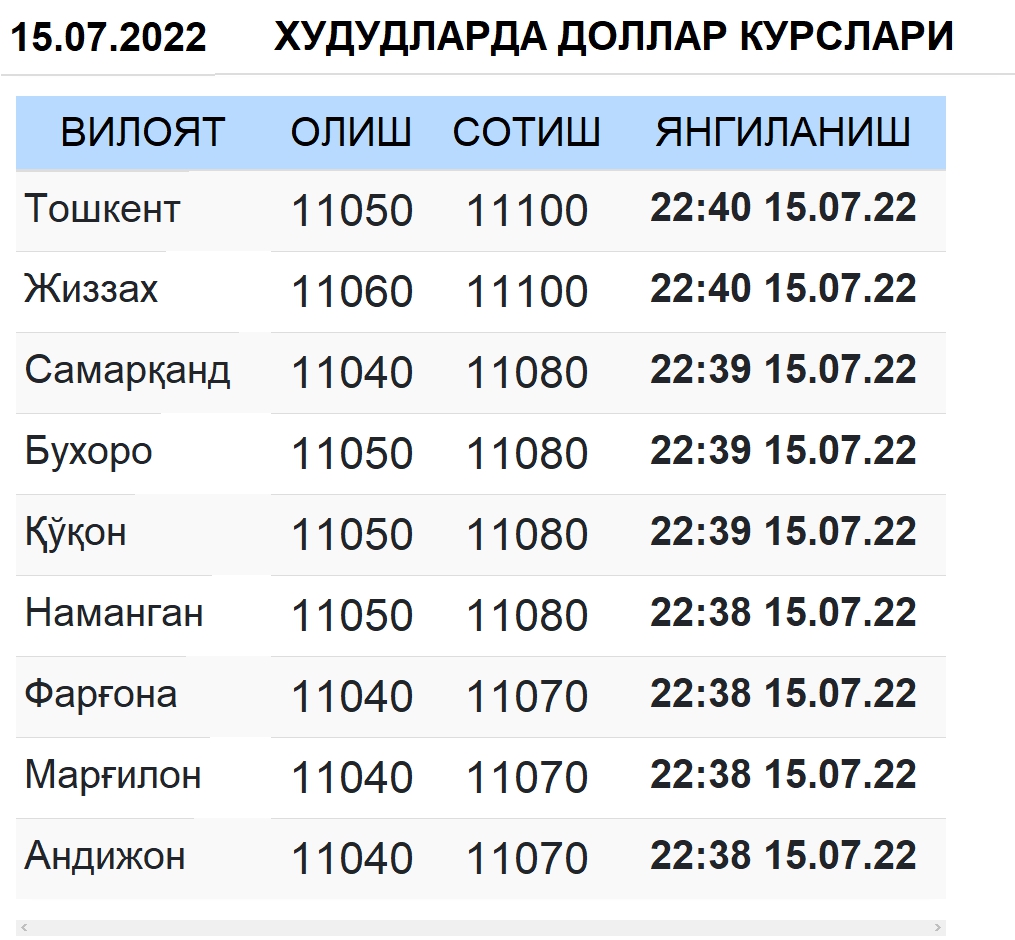 15.07.2022 ХУДУДЛАРДА ДОЛЛАР КУРСЛАРИ
ВИЛОЯТ ОЛИШ СОТИШ ЯНГИЛАНИШ
Тошкент 11050 11100 22:40 15.07.22
Жиззах 11060 11100 22:40 15.07.22
Самарқанд 11040 11080 22:39 15.07.22
Бухоро 11050 11080 22:39 15.07.22
Қўқон 11050 11080 22:39 15.07.22
Наманган 11050 11080 22:38 15.07.22
Фарғона 11040 11070 22:38 15.07.22
Марғилон 11040 11070 22:38 15.07.22
Андижон 11040 11070 22:38 15.07.22